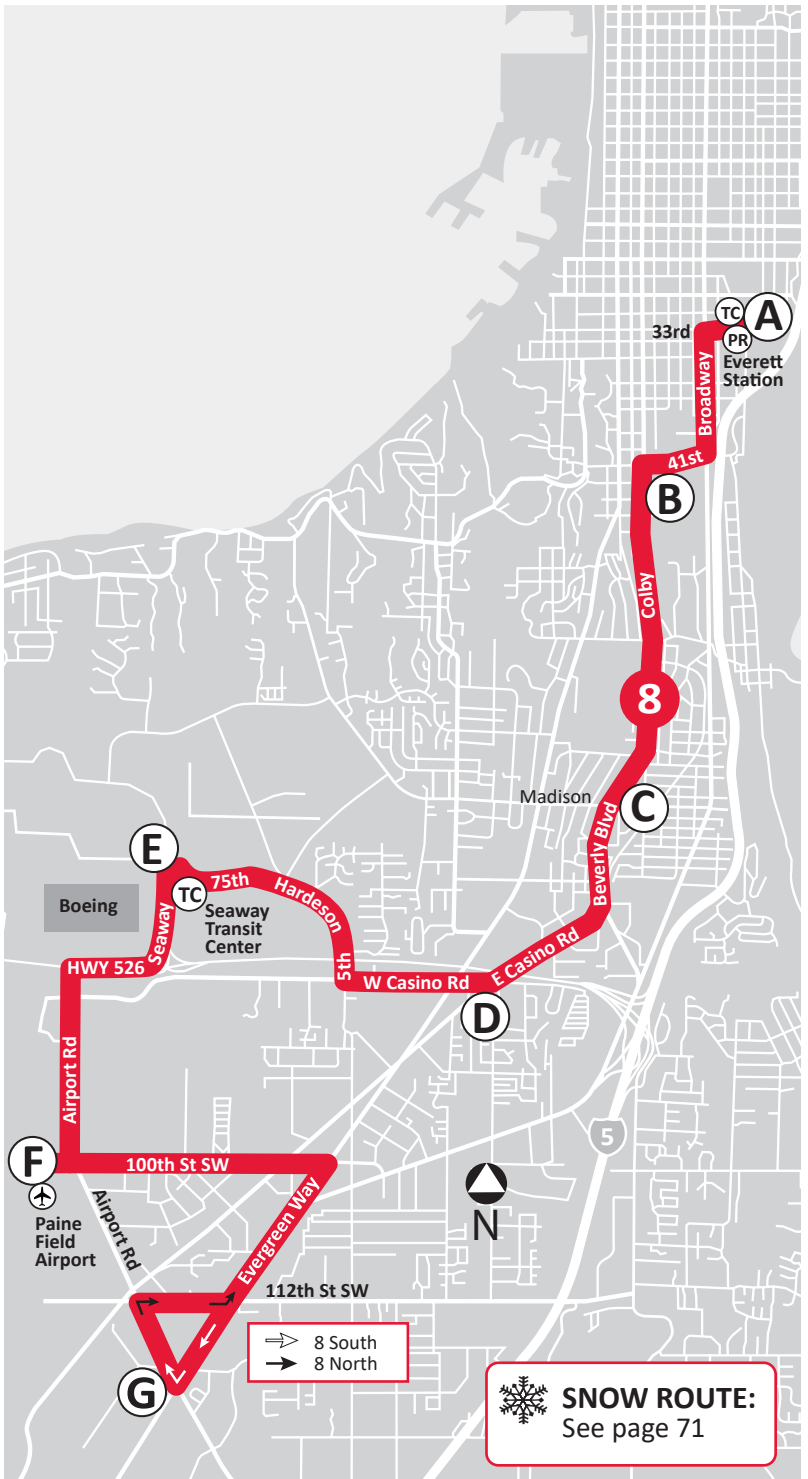 TC
A
33rd
PR
Everett
Station
Broadway
41st
B
Colby
8
Madison
C
Beverly Blvd
E
75th
Hardeson
TC
Boeing
Seaway
Transit
Center
Seaway
HWY 526
5th
W Casino Rd
E Casino Rd
D
Airport Rd
5
F
100th St SW
Paine
Field
Airport
Airport Rd
Evergreen Way
N
112th St SW
8 South
8 North
G
SNOW ROUTE:
See page 71